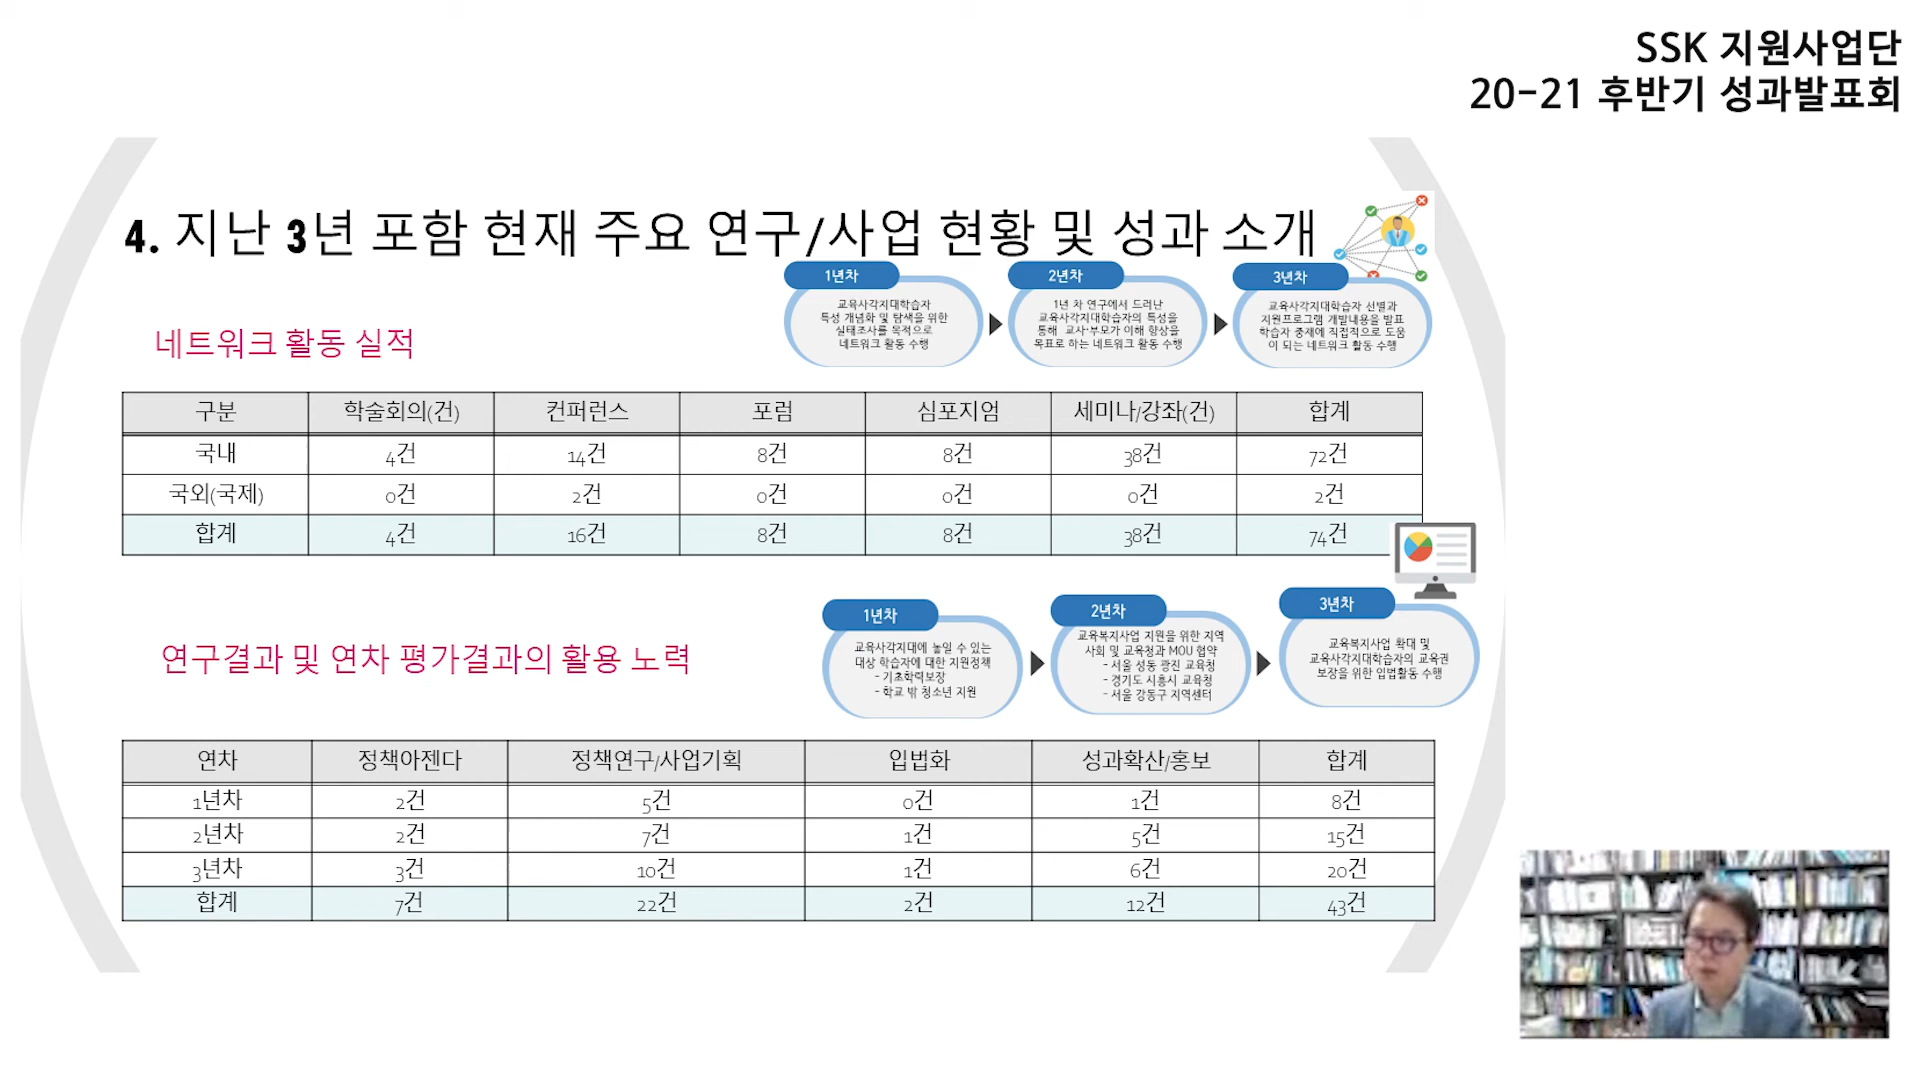 SSK 지원사업단
20-21 후반기 성과발표회
4. 지난 3년 포함 현재 주요 연구/사업 현황 및 성과 소개
네트워크 활동 실적
1년차
교육사각지대학습자
특성 개념화 및 탐색을 위한
실태조사를 목적으로
네트워크 활동 수행
2년차
1년 차 연구에서 드러난
교육사각지대학습자의 특성을
통해 교사·부모가 이해 향상을
목표로 하는 네트워크 활동 수행
3년차
교육사각지대학습자 선별과
지원프로그램 개발내용을 발표
학습자 중재에 직접적으로 도움
이 되는 네트워크 활동 수행
구분 학술회의(건) 컨퍼런스 포럼 심포지엄 세미나/강좌(건) 합계
국내 4건 14건 8건 8건 38건 72건
국외(국제) 0건 2건 0건 0건 0건 2건
합계 4건 16건 8건 8건 38건 74건
연구결과 및 연차 평가결과의 활용 노력
1년차
교육사각지대에 놓일 수 있는
대상 학습자에 대한 지원정책
- 기초학력보장
- 학교 밖 청소년 지원
2년차
교육복지사업 지원을 위한 지역
사회 및 교육청과 MOU 협약
- 서울 성동 광진 교육청
- 경기도 시흥시 교육청
- 서울 강동구 지역센터
3년차
교육복지사업 확대 및
교육사각지대학습자의 교육권
보장을 위한 입법활동 수행
연차 정책아젠다 정책연구/사업기획 입법화 성과확산/홍보 합계
1년차 2건 5건 0건 1건 8건
2년차 2건 7건 1건 5건 15건
3년차 3건 10건 1건 6건 20건
합계 7건 22건 2건 12건 43건